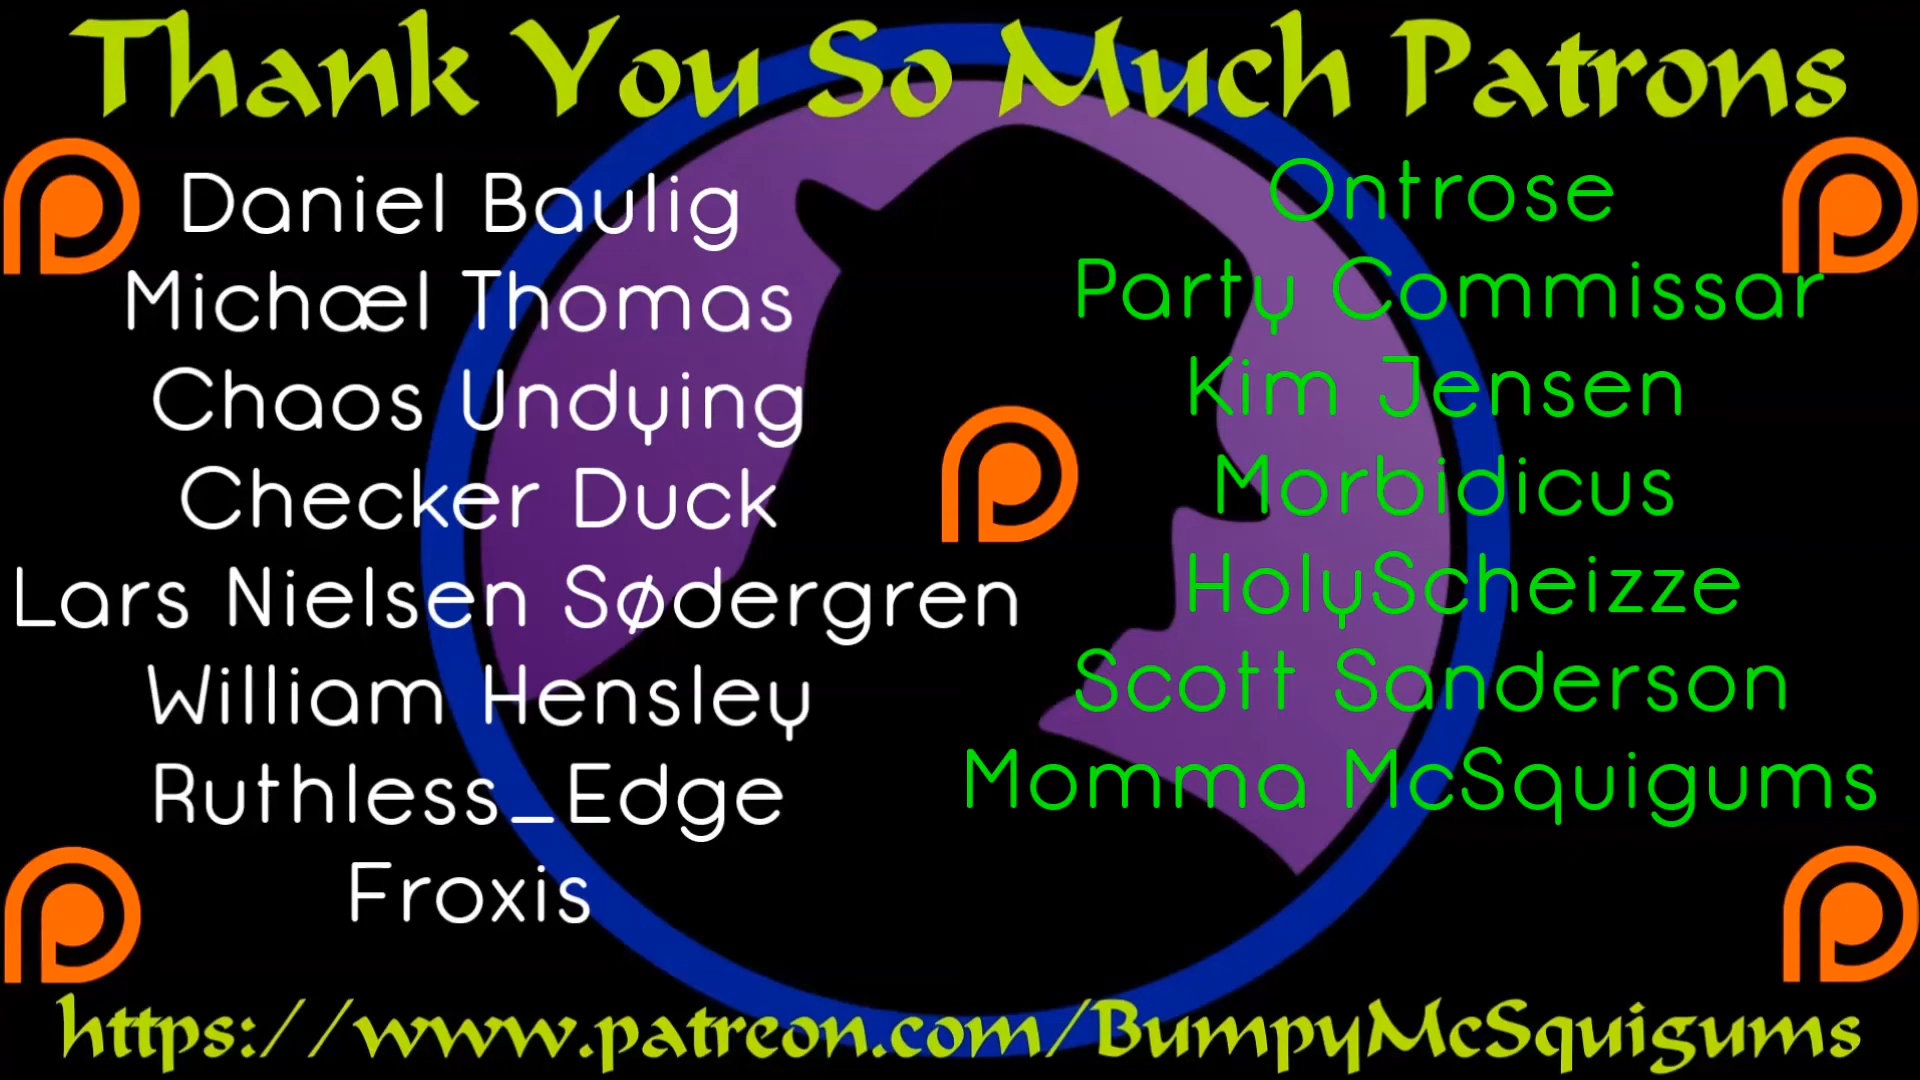 Thank You So Much Patrons
Daniel Baulig
Michæl Thomas
Chaos Undying
Checker Duck
Lars Nielsen Sødergren
William Hensley
Ruthless_Edge
Froxis
Ontrose
Party Commissar
Kim Jensen
Morbidicus
HolyScheizze
Scott Sanderson
Momma McSquigums
https://www.patreon.com/BumpyMcSquigums